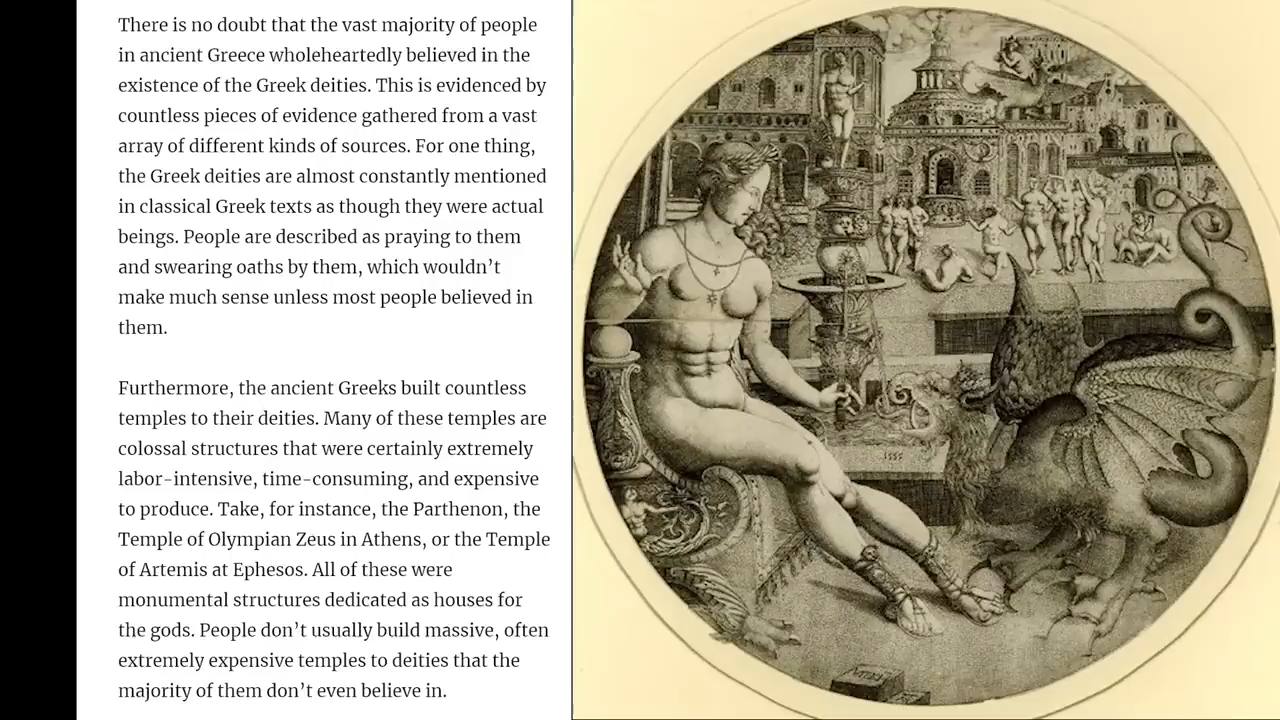 There is no doubt that the vast majority of people
in ancient Greece wholeheartedly believed in the
existence of the Greek deities. This is evidenced by
countless pieces of evidence gathered from a vast
array of different kinds of sources. For one thing,
the Greek deities are almost constantly mentioned
in classical Greek texts as though they were actual
beings. People are described as praying to them
and swearing oaths by them, which wouldn’t
make much sense unless most people believed in
them.
Furthermore, the ancient Greeks built countless
temples to their deities. Many of these temples are
colossal structures that were certainly extremely
labor-intensive, time-consuming, and expensive
to produce. Take, for instance, the Parthenon, the
Temple of Olympian Zeus in Athens, or the Temple
of Artemis at Ephesos. All of these were
monumental structures dedicated as houses for
the gods. People don’t usually build massive, often
extremely expensive temples to deities that the
majority of them don’t even believe in.